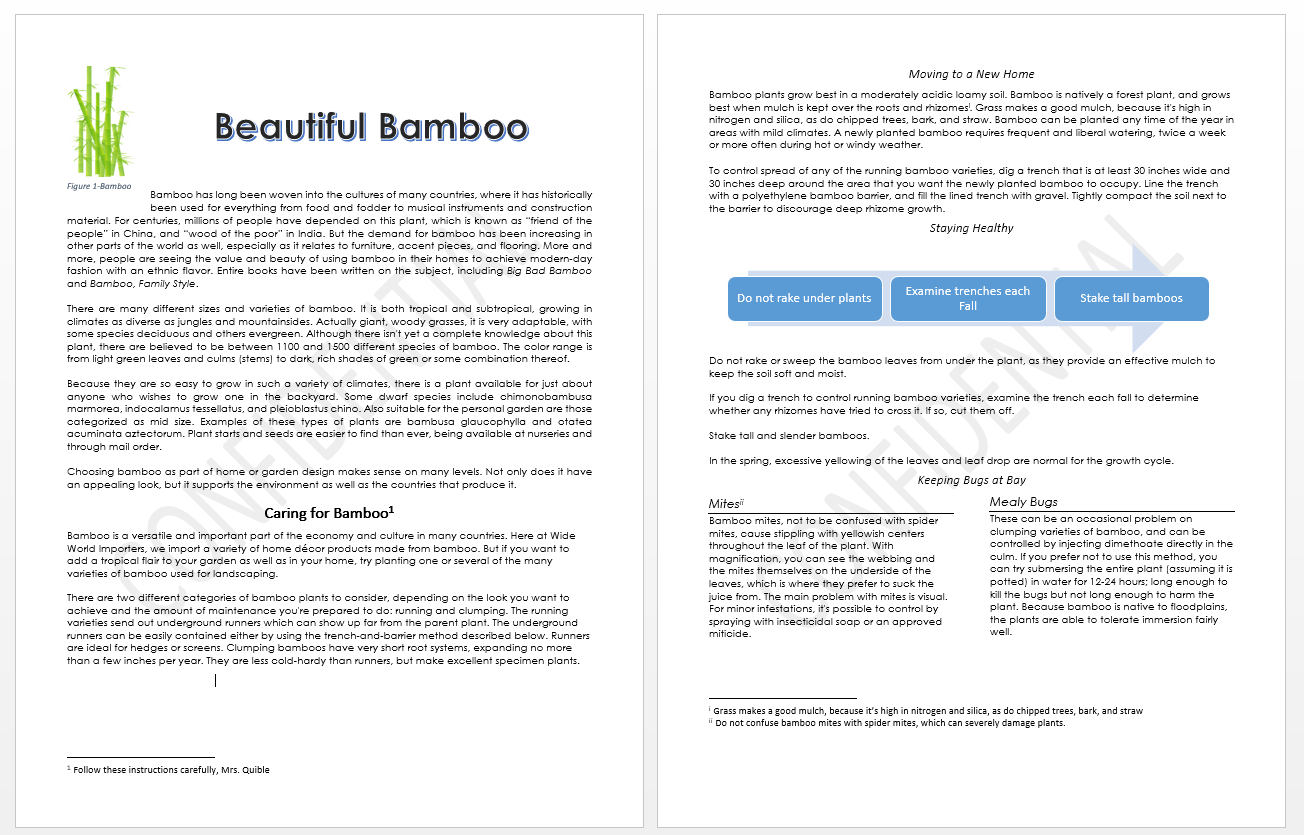 Beautiful Bamboo
Figure 1-Bamboo
Bamboo has long been woven into the cultures of many countries, where it has historically
been used for everything from food and fodder to musical instruments and construction
material. For centuries, millions of people have depended on this plant, which is known as “friend of the
people” in China, and “wood of the poor” in India. But the demand for bamboo has been increasing in
other parts of the world as well, especially as it relates to furniture, accent pieces, and flooring. More and
more, people are seeing the value and beauty of using bamboo in their homes to achieve modern-day
fashion with an ethnic flavor. Entire books have been written on the subject, including Big Bad Bamboo
and Bamboo, Family Style.
There are many different sizes and varieties of bamboo. It is both tropical and subtropical, growing in
climates as diverse as jungles and mountainsides. Actually giant, woody grasses, it is very adaptable, with
some species deciduous and others evergreen. Although there isn't yet a complete knowledge about this
plant, there are believed to be between 1100 and 1500 different species of bamboo. The color range is
from light green leaves and culms (stems) to dark, rich shades of green or some combination thereof.
Because they are so easy to grow in such a variety of climates, there is a plant available for just about
anyone who wishes to grow one in the backyard. Some dwarf species include chimonobambusa
marmorea, indocalamus tessellatus, and pleioblastus chino. Also suitable for the personal garden are those
categorized as mid size. Examples of these types of plants are bambusa glaucophylla and otatea
acuminata aztectorum. Plant starts and seeds are easier to find than ever, being available at nurseries and
through mail order.
Choosing bamboo as part of home or garden design makes sense on many levels. Not only does it have
an appealing look, but it supports the environment as well as the countries that produce it.
Caring for Bamboo1
Bamboo is a versatile and important part of the economy and culture in many countries. Here at Wide
World Importers, we import a variety of home décor products made from bamboo. But if you want to
add a tropical flair to your garden as well as in your home, try planting one or several of the many
varieties of bamboo used for landscaping.
There are two different categories of bamboo plants to consider, depending on the look you want to
achieve and the amount of maintenance you're prepared to do: running and clumping. The running
varieties send out underground runners which can show up far from the parent plant. The underground
runners can be easily contained either by using the trench-and-barrier method described below. Runners
are ideal for hedges or screens. Clumping bamboos have very short root systems, expanding no more
than a few inches per year. They are less cold-hardy than runners, but make excellent specimen plants.
1 Follow these instructions carefully, Mrs. Quible
CONFIDENTIAL
Moving to a New Home
Bamboo plants grow best in a moderately acidic loamy soil. Bamboo is natively a forest plant, and grows
best when mulch is kept over the roots and rhizomesi. Grass makes a good mulch, because it's high in
nitrogen and silica, as do chipped trees, bark, and straw. Bamboo can be planted any time of the year in
areas with mild climates. A newly planted bamboo requires frequent and liberal watering, twice a week
or more often during hot or windy weather.
To control spread of any of the running bamboo varieties, dig a trench that is at least 30 inches wide and
30 inches deep around the area that you want the newly planted bamboo to occupy. Line the trench
with a polyethylene bamboo barrier, and fill the lined trench with gravel. Tightly compact the soil next to
the barrier to discourage deep rhizome growth.
Staying Healthy
Do not rake under plants
Examine trenches each
Fall
Stake tall bamboos
Do not rake or sweep the bamboo leaves from under the plant, as they provide an effective mulch to
keep the soil soft and moist.
If you dig a trench to control running bamboo varieties, examine the trench each fall to determine
whether any rhizomes have tried to cross it. If so, cut them off.
Stake tall and slender bamboos.
In the spring, excessive yellowing of the leaves and leaf drop are normal for the growth cycle.
Keeping Bugs at Bay
Mitesii
Bamboo mites, not to be confused with spider
mites, cause stippling with yellowish centers
throughout the leaf of the plant. With
magnification, you can see the webbing and
the mites themselves on the underside of the
leaves, which is where they prefer to suck the
juice from. The main problem with mites is visual.
For minor infestations, it's possible to control by
spraying with insecticidal soap or an approved
miticide.
Mealy Bugs
These can be an occasional problem on
clumping varieties of bamboo, and can be
controlled by injecting dimethoate directly in the
culm. If you prefer not to use this method, you
can try submersing the entire plant (assuming it is
potted) in water for 12-24 hours; long enough to
kill the bugs but not long enough to harm the
plant. Because bamboo is native to floodplains,
the plants are able to tolerate immersion fairly
well.
i Grass makes a good mulch, because it's high in nitrogen and silica, as do chipped trees, bark, and straw
ii Do not confuse bamboo mites with spider mites, which can severely damage plants.
CONFIDENTIAL